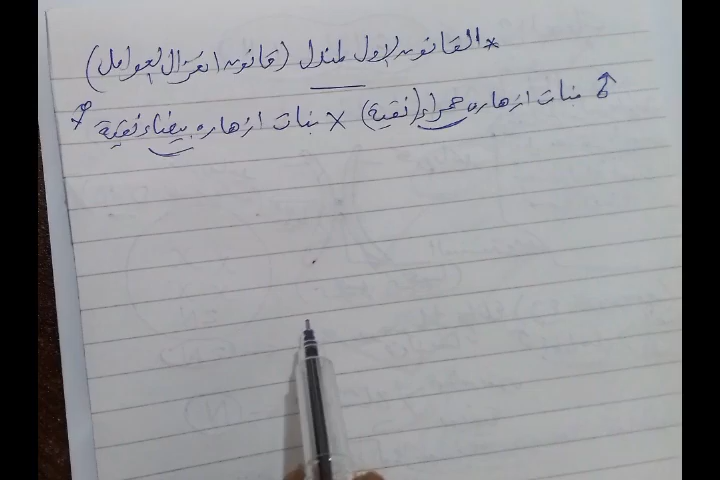 * القانون الاول لمندل (قانون انعزال العوامل)
♂ نبات ازهاره حمراء (نقية) × نبات ازهاره بيضاء نقية ♀